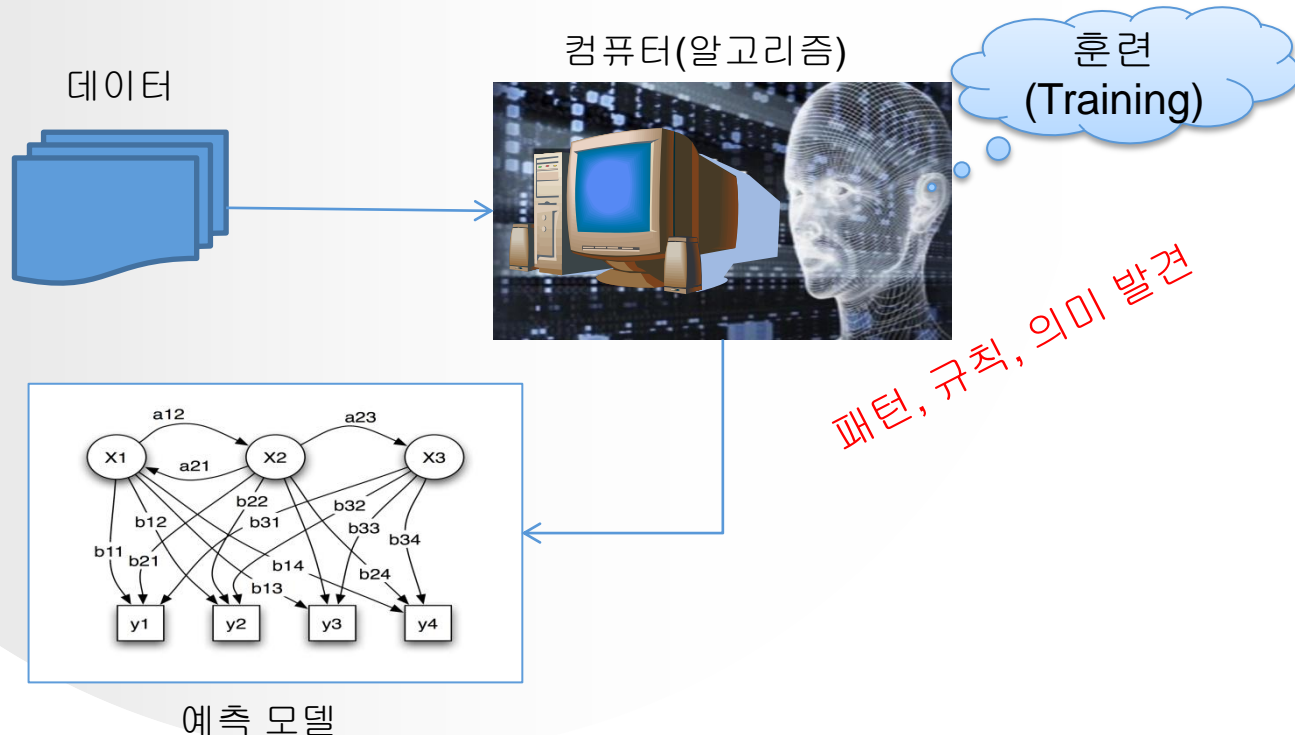 데이터
컴퓨터(알고리즘)
훈련
(Training)
패턴, 규칙, 의미 발견
a12
a23
X1
a21
X2
X3
b22
b32
b12
b31
b33
b11
b21
b34
b14
b24
b13
y1
y2
y3
y4
예측 모델